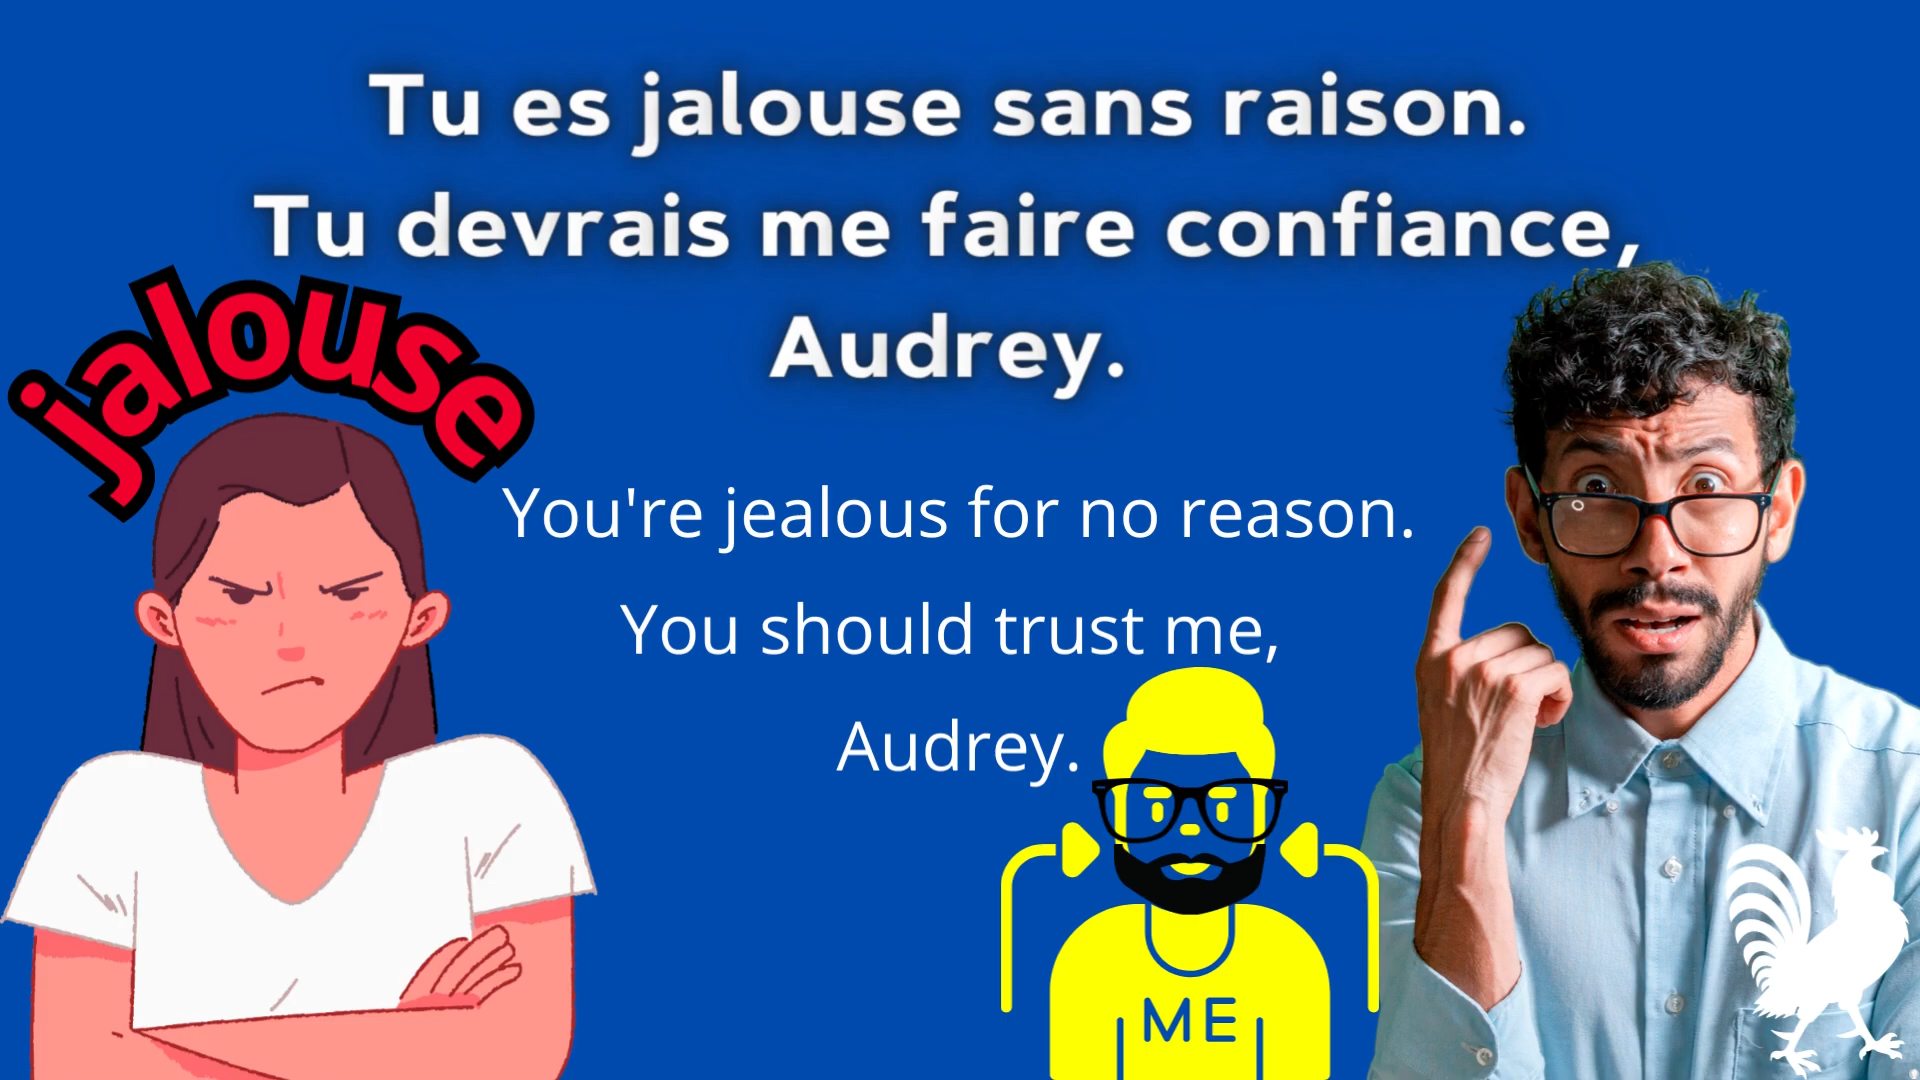 Tu es jalouse sans raison.
Tu devrais me faire confiance,
Audrey.
jalouse
You're jealous for no reason.
You should trust me,
Audrey.
ME